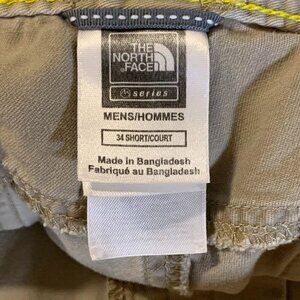 THE
NORTH
FACE
series
MENS/HOMMES
34 SHORT/COURT
Made in Bangladesh
Fabriqué au Bangladesh